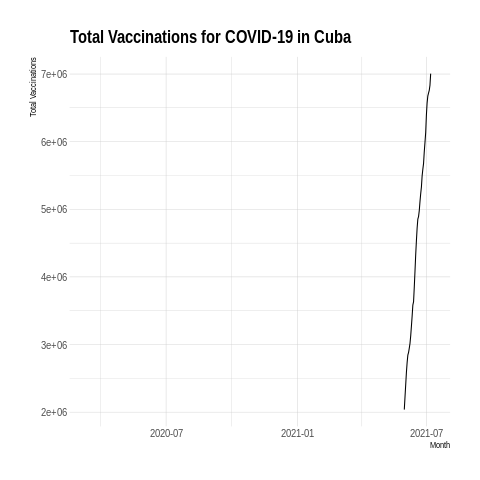 Total Vaccinations for COVID-19 in Cuba
Total Vaccinations
7e+06
6e+06
5e+06
4e+06
3e+06
2e+06
2020-07
2021-01
2021-07
Month